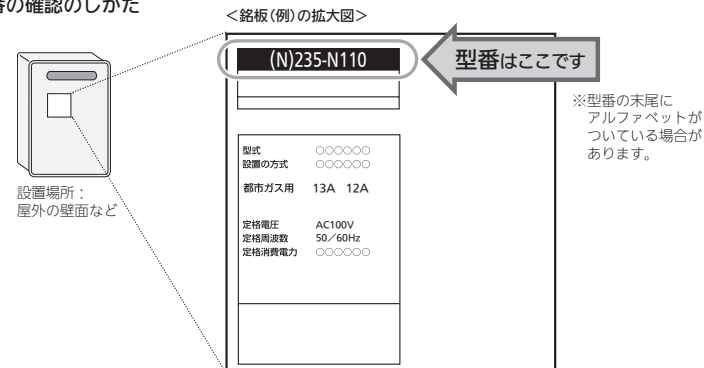 番の確認のしかた
<銘板(例)の拡大図>
(N)235-N110
型番はここです
※型番の末尾に
アルファベットが
ついている場合が
あります。
型式 ○○○○○○
設置の方式 ○○○○○○
都市ガス用 13A 12A
定格電圧 AC100V
定格周波数 50/60Hz
定格消費電力 ○○○○○○
設置場所:
屋外の壁面など